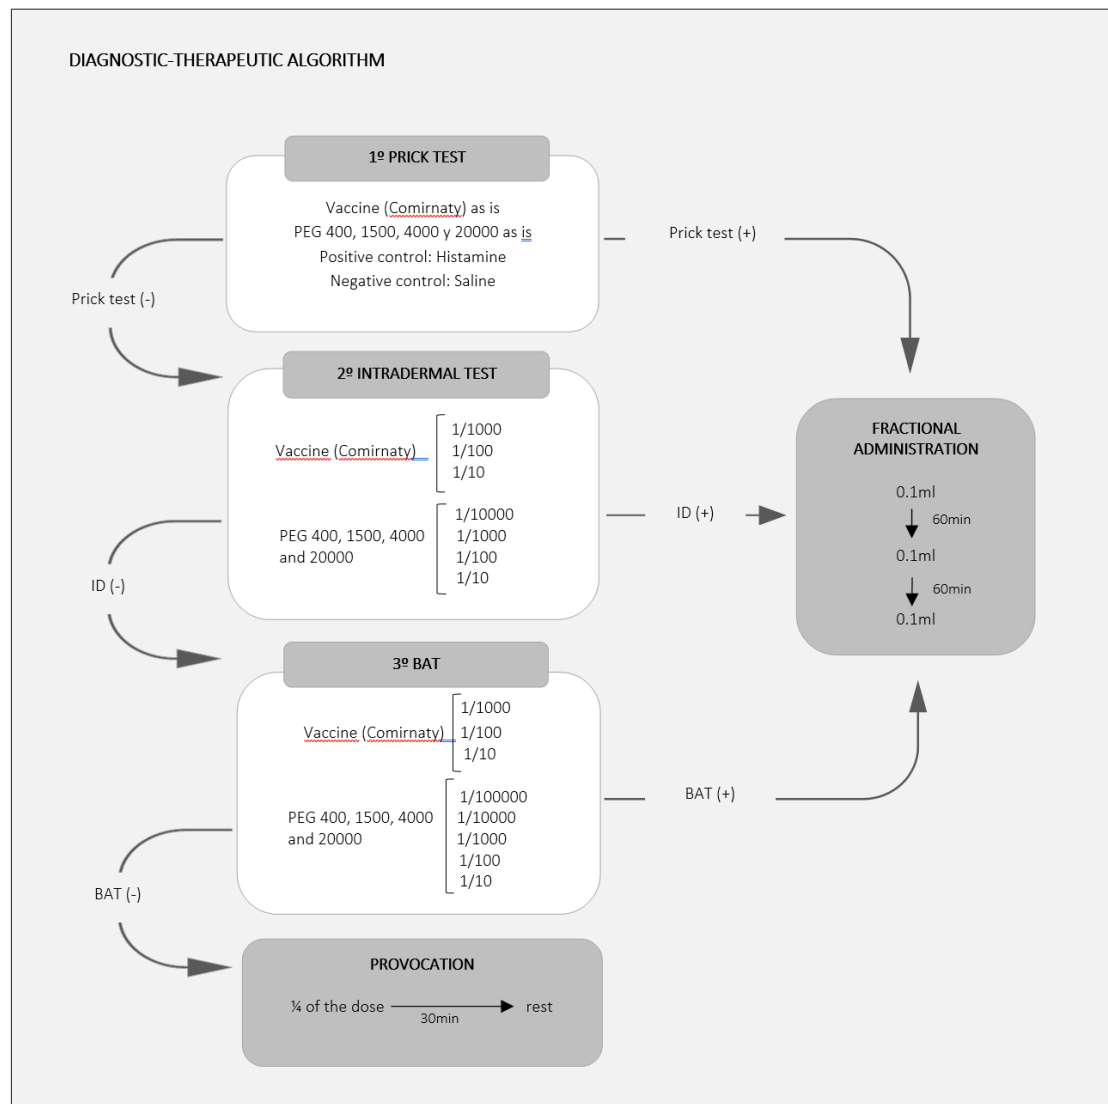 DIAGNOSTIC-THERAPEUTIC ALGORITHM
1º PRICK TEST
Vaccine (Comirnaty) as is
PEG 400, 1500, 4000 y 20000 as is
Positive control: Histamine
Negative control: Saline
Prick test (+)
Prick test (-)
2º INTRADERMAL TEST
Vaccine (Comirnaty)
1/1000
1/100
1/10
PEG 400, 1500, 4000
and 20000
1/10000
1/1000
1/100
1/10
ID (+)
ID (-)
FRACTIONAL
ADMINISTRATION
0.1ml
60min
0.1ml
60min
0.1ml
3º BAT
Vaccine (Comirnaty)
1/1000
1/100
1/10
PEG 400, 1500, 4000
and 20000
1/100000
1/10000
1/1000
1/100
1/10
BAT (+)
BAT (-)
PROVOCATION
¼ of the dose
30min
rest